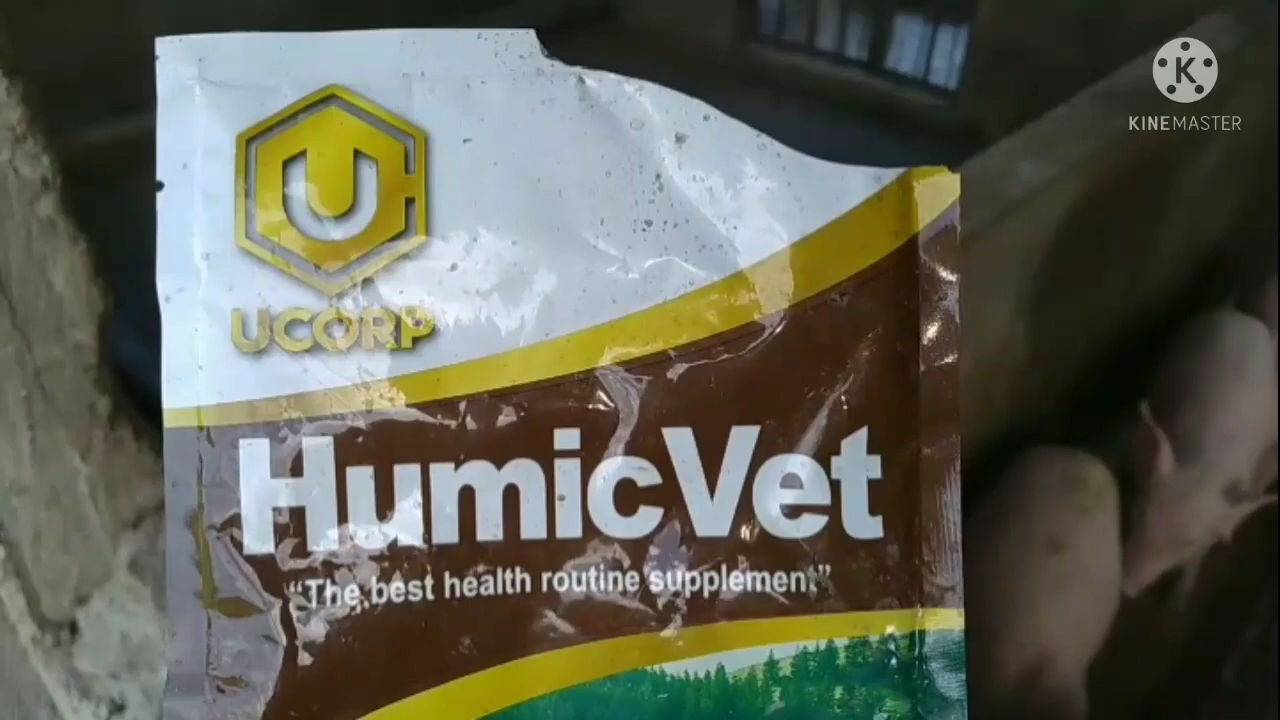 K
KINEMASTER
UCORP
HumicVet
“The best health routine supplement”